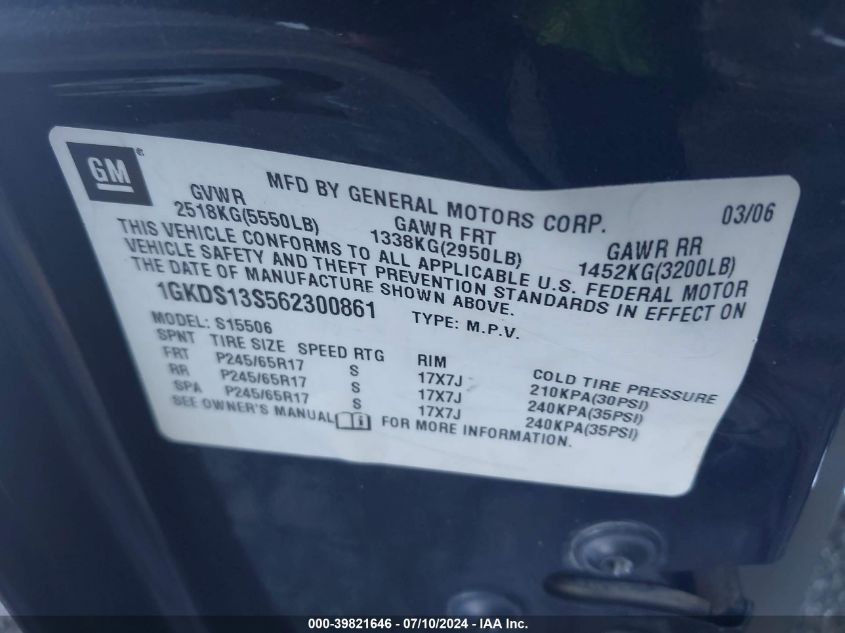 GM®
MFD BY GENERAL MOTORS CORP. 03/06
GVWR GAWR FRT GAWR RR
2518KG(5550LB) 1338KG(2950LB) 1452KG(3200LB)
THIS VEHICLE CONFORMS TO ALL APPLICABLE U.S. FEDERAL MOTOR
VEHICLE SAFETY AND THEFT PREVENTION STANDARDS IN EFFECT ON
THE DATE OF MANUFACTURE SHOWN ABOVE.
1GKDS13S562300861 TYPE: M.P.V.
MODEL: S15506
SPNT TIRE SIZE SPEED RTG RIM COLD TIRE PRESSURE
FRT P245/65R17 S 17X7J 210KPA(30PSI)
RR P245/65R17 S 17X7J 240KPA(35PSI)
SPA P245/65R17 S 17X7J 240KPA(35PSI)
SEE OWNER'S MANUAL FOR MORE INFORMATION.
000-39821646 / 07/10/2024 - IAA Inc.